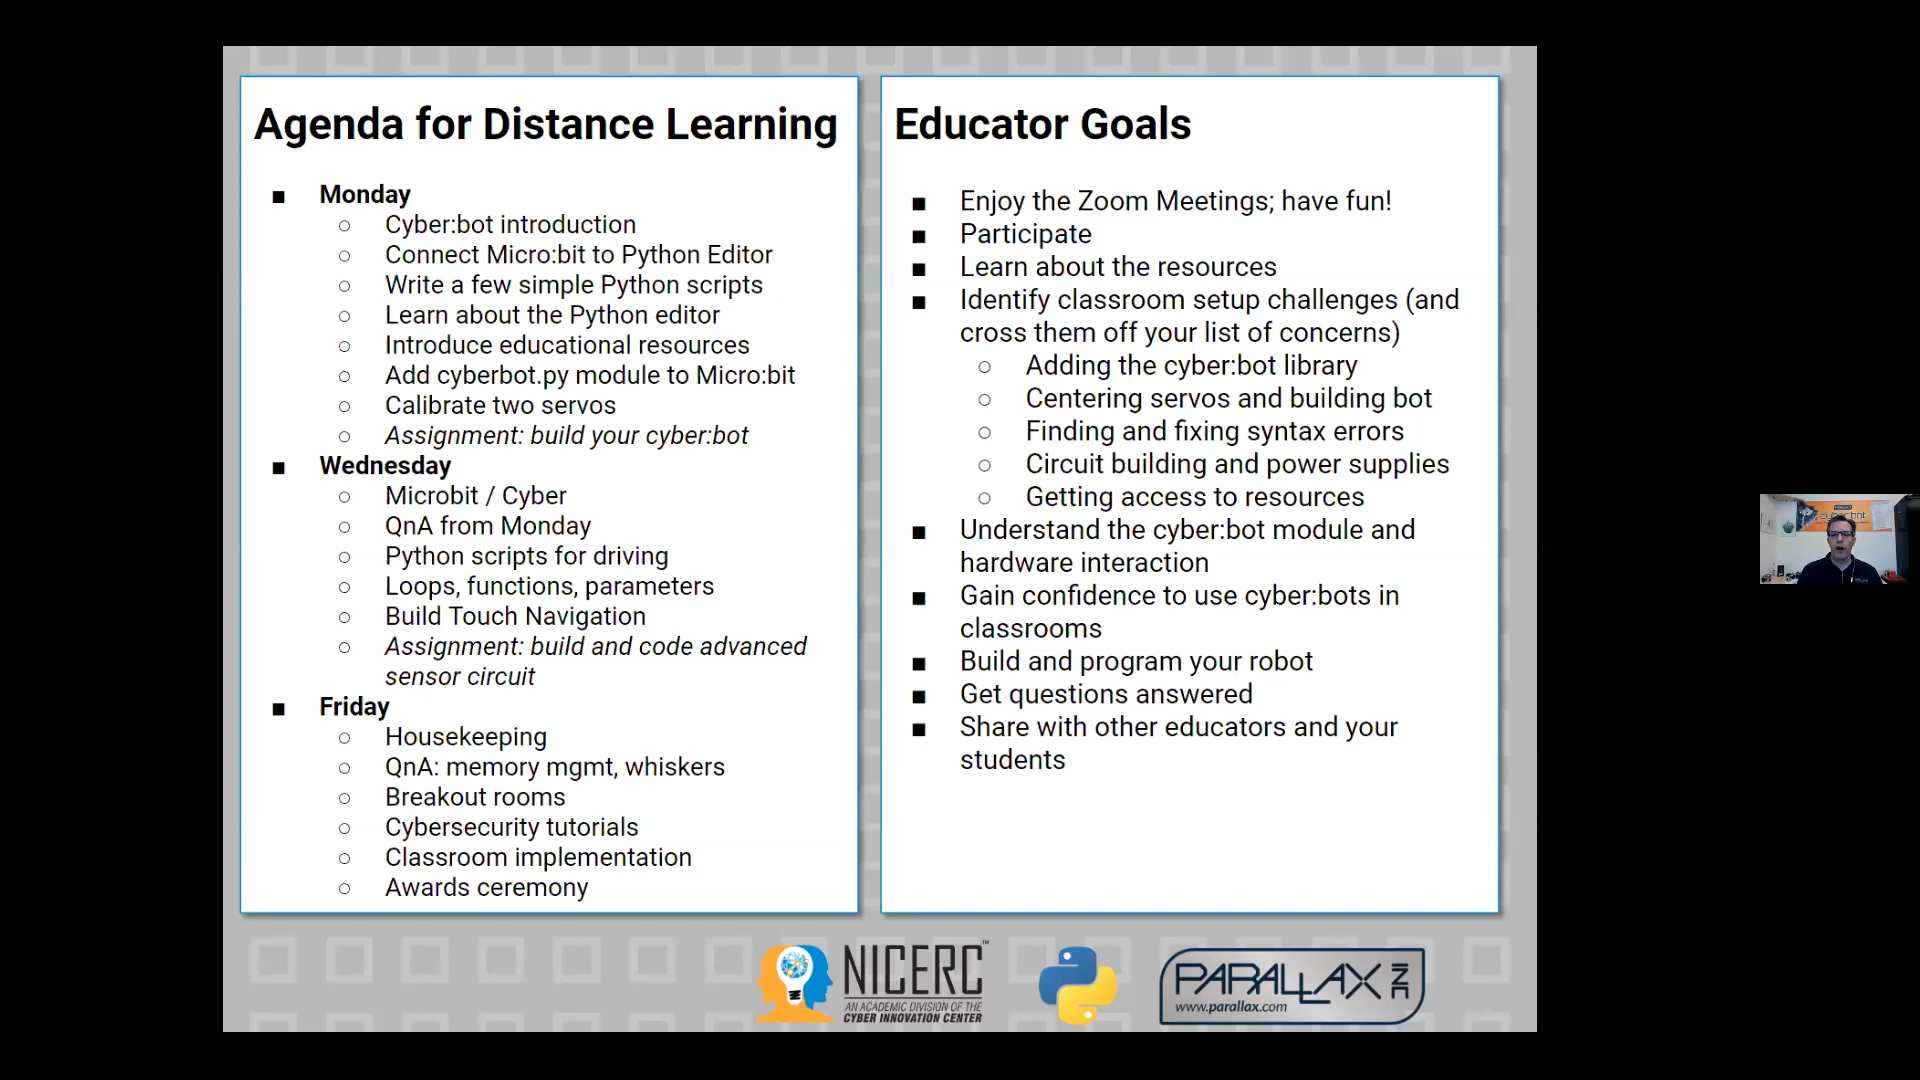 Agenda for Distance Learning
■ Monday
○ Cyber:bot introduction
○ Connect Micro:bit to Python Editor
○ Write a few simple Python scripts
○ Learn about the Python editor
○ Introduce educational resources
○ Add cyberbot.py module to Micro:bit
○ Calibrate two servos
○ Assignment: build your cyber:bot
■ Wednesday
○ Microbit / Cyber
○ QnA from Monday
○ Python scripts for driving
○ Loops, functions, parameters
○ Build Touch Navigation
○ Assignment: build and code advanced
sensor circuit
■ Friday
○ Housekeeping
○ QnA: memory mgmt, whiskers
○ Breakout rooms
○ Cybersecurity tutorials
○ Classroom implementation
○ Awards ceremony
Educator Goals
■ Enjoy the Zoom Meetings; have fun!
■ Participate
■ Learn about the resources
■ Identify classroom setup challenges (and
cross them off your list of concerns)
○ Adding the cyber:bot library
○ Centering servos and building bot
○ Finding and fixing syntax errors
○ Circuit building and power supplies
○ Getting access to resources
■ Understand the cyber:bot module and
hardware interaction
■ Gain confidence to use cyber:bots in
classrooms
■ Build and program your robot
■ Get questions answered
■ Share with other educators and your
students
NICERC™
AN ACADEMIC DIVISION OF THE
CYBER INNOVATION CENTER
PARALLAX INC
www.parallax.com
cyber:bot